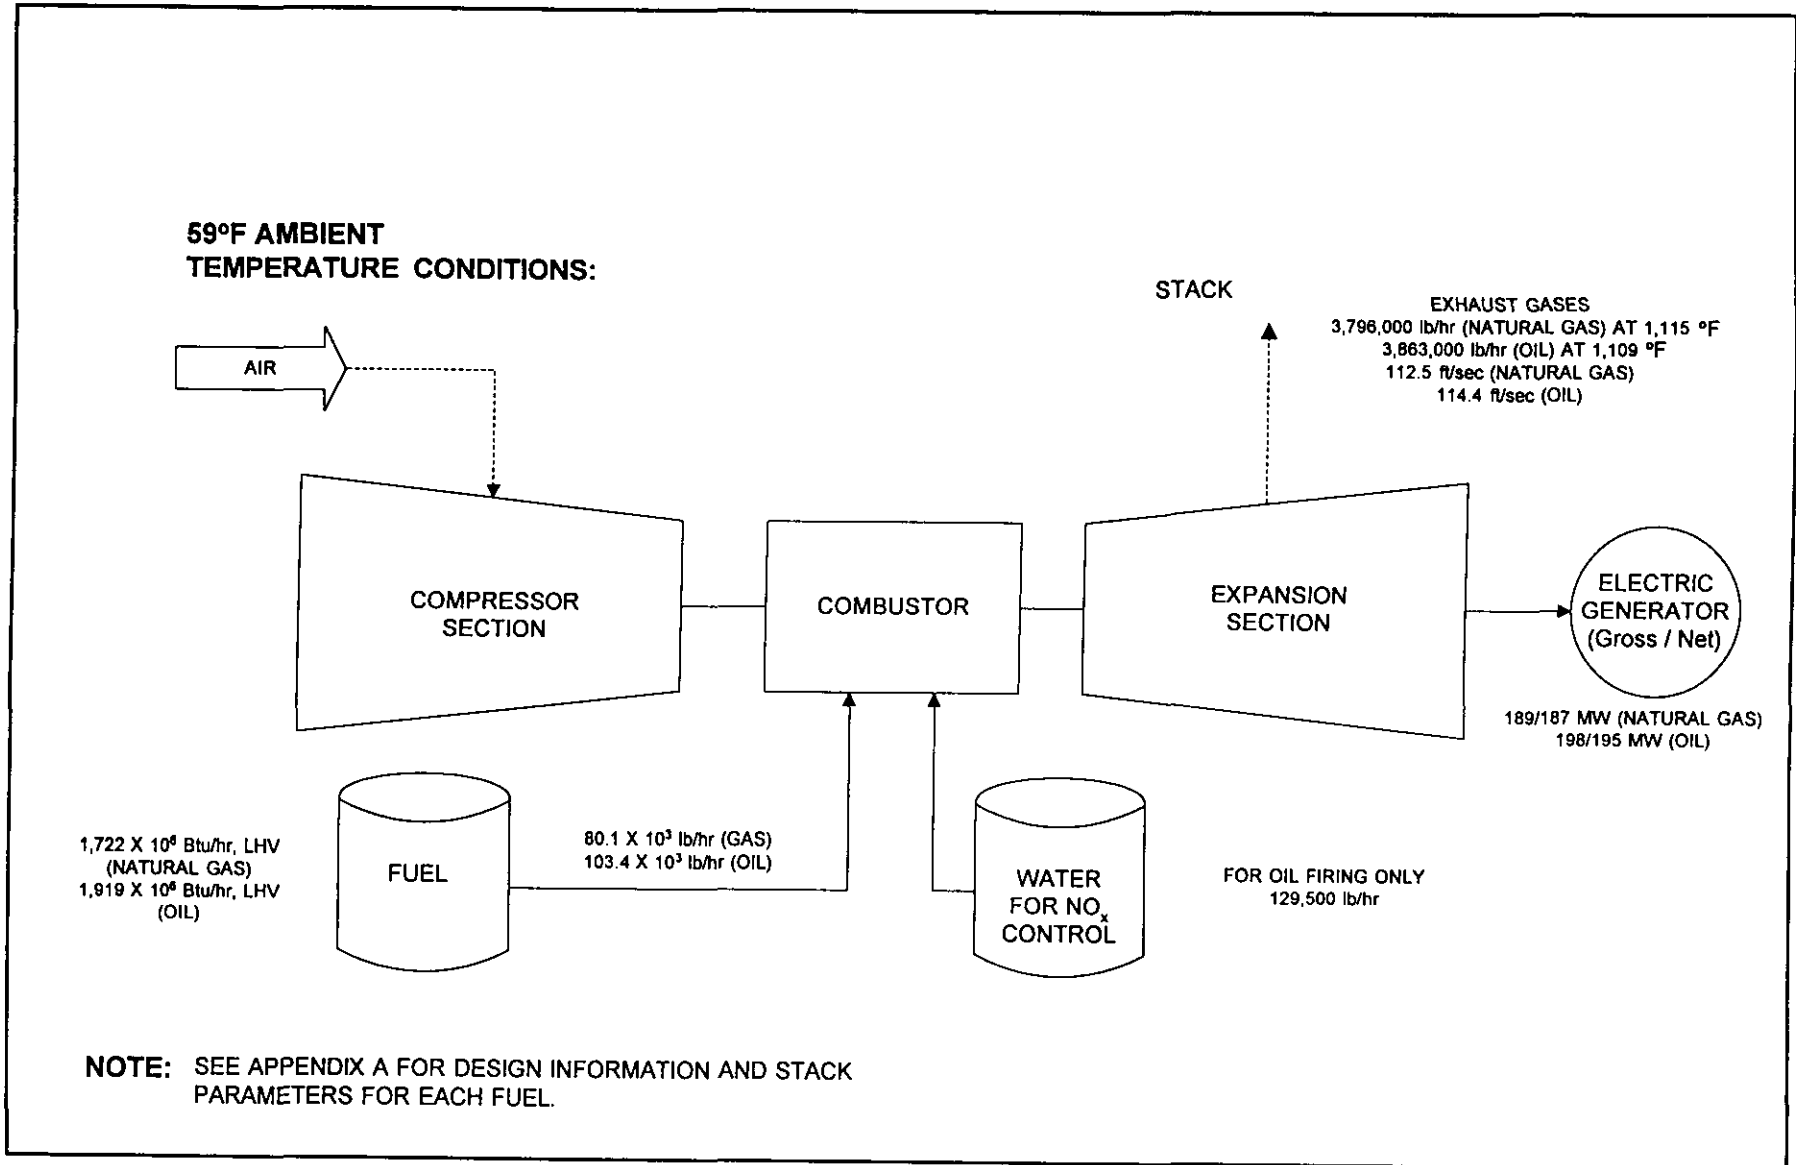 59ºF AMBIENT
TEMPERATURE CONDITIONS:
AIR
STACK
EXHAUST GASES
3,796,000 lb/hr (NATURAL GAS) AT 1,115 ºF
3,863,000 lb/hr (OIL) AT 1,109 ºF
112.5 ft/sec (NATURAL GAS)
114.4 ft/sec (OIL)
COMPRESSOR
SECTION
COMBUSTOR
EXPANSION
SECTION
ELECTRIC
GENERATOR
(Gross / Net)
189/187 MW (NATURAL GAS)
198/195 MW (OIL)
1,722 X 10⁶ Btu/hr, LHV
(NATURAL GAS)
1,919 X 10⁶ Btu/hr, LHV
(OIL)
FUEL
80.1 X 10³ lb/hr (GAS)
103.4 X 10³ lb/hr (OIL)
WATER
FOR NOₓ
CONTROL
FOR OIL FIRING ONLY
129,500 lb/hr
NOTE: SEE APPENDIX A FOR DESIGN INFORMATION AND STACK
PARAMETERS FOR EACH FUEL.